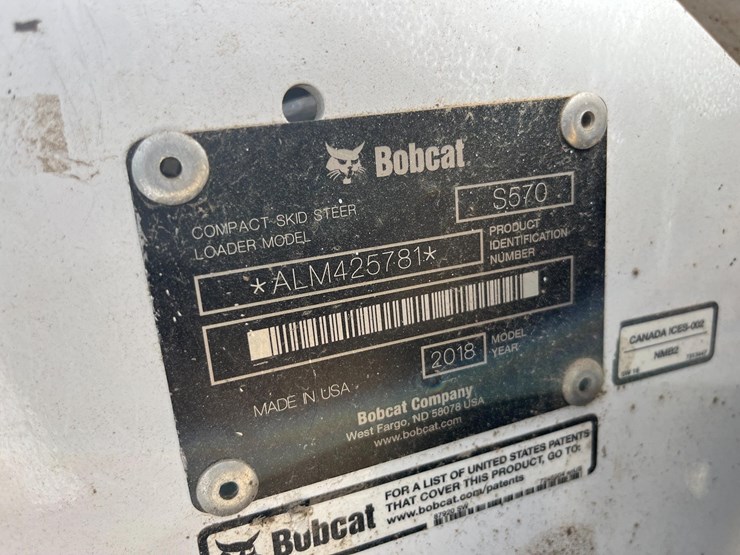 Bobcat
COMPACT SKID STEER
LOADER MODEL
S570
*ALM425781*
PRODUCT
IDENTIFICATION
NUMBER
2018
MODEL
YEAR
MADE IN USA
Bobcat Company
West Fargo, ND 58078 USA
www.bobcat.com
CANADA ICES-002
NMB2
Bobcat
FOR A LIST OF UNITED STATES PATENTS
THAT COVER THIS PRODUCT, GO TO:
www.bobcat.com/patents